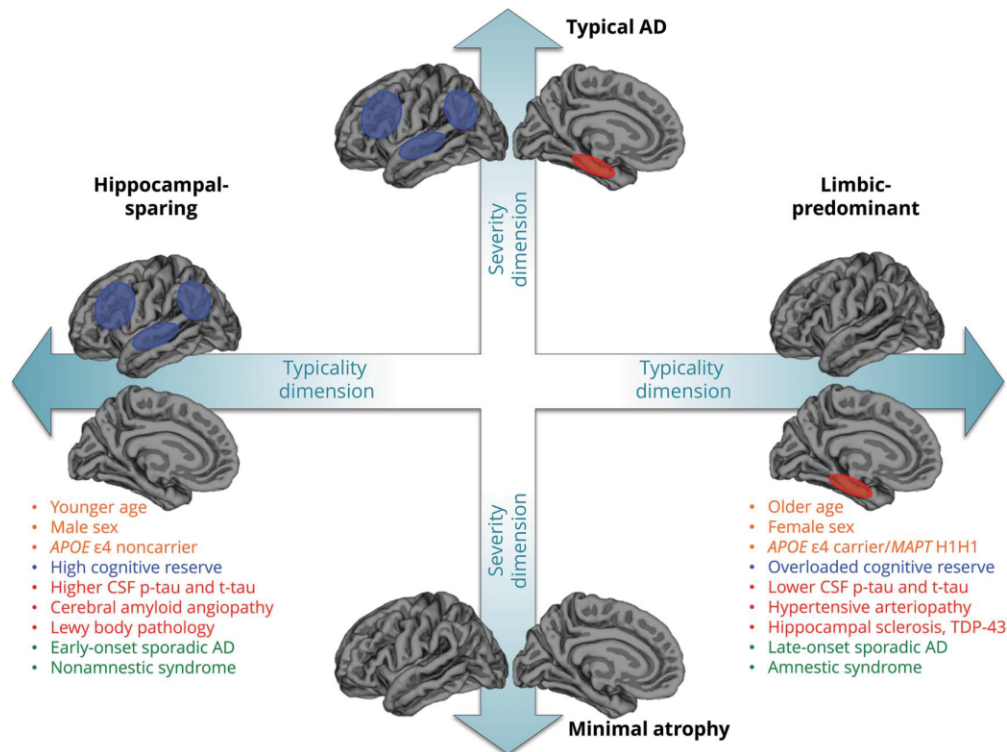 Typical AD
Hippocampal-
sparing
Limbic-
predominant
Severity
dimension
Typicality
dimension
Typicality
dimension
Severity
dimension
• Younger age
• Male sex
• APOE ε4 noncarrier
• High cognitive reserve
• Higher CSF p-tau and t-tau
• Cerebral amyloid angiopathy
• Lewy body pathology
• Early-onset sporadic AD
• Nonamnestic syndrome
• Older age
• Female sex
• APOE ε4 carrier/MAPT H1H1
• Overloaded cognitive reserve
• Lower CSF p-tau and t-tau
• Hypertensive arteriopathy
• Hippocampal sclerosis, TDP-43
• Late-onset sporadic AD
• Amnestic syndrome
Minimal atrophy